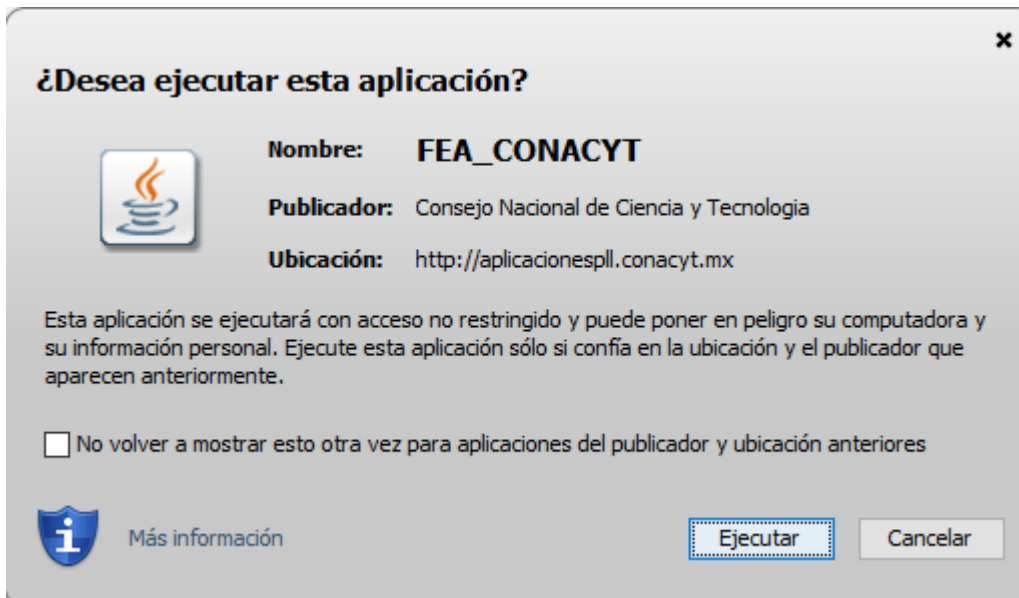 ¿Desea ejecutar esta aplicación?
Nombre: FEA_CONACYT
Publicador: Consejo Nacional de Ciencia y Tecnologia
Ubicación: http://aplicacionespll.conacyt.mx
Esta aplicación se ejecutará con acceso no restringido y puede poner en peligro su computadora y
su información personal. Ejecute esta aplicación sólo si confía en la ubicación y el publicador que
aparecen anteriormente.
No volver a mostrar esto otra vez para aplicaciones del publicador y ubicación anteriores
Más información
Ejecutar
Cancelar